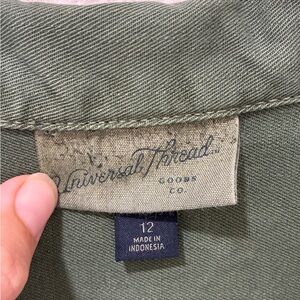 Universal Thread
GOODS
CO.
12
MADE IN
INDONESIA